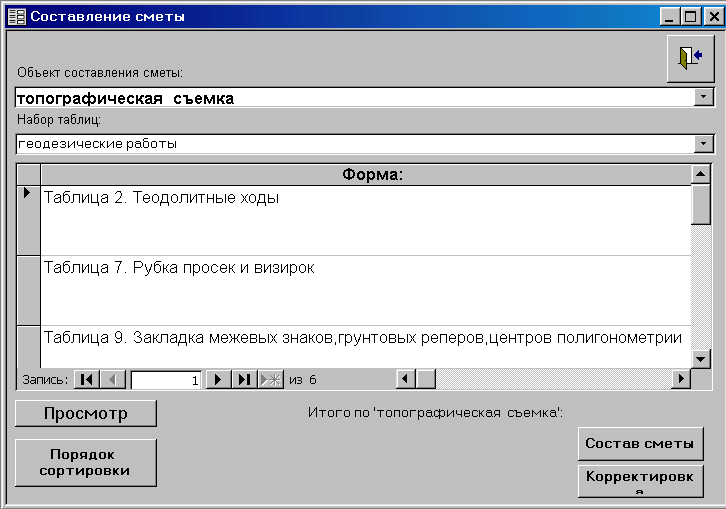 Составление сметы
Объект составления сметы:
топографическая съемка
Набор таблиц:
геодезические работы
Форма:
Таблица 2. Теодолитные ходы
Таблица 7. Рубка просек и визирок
Таблица 9. Закладка межевых знаков,грунтовых реперов,центров полигонометрии
Запись: 1 из 6
Просмотр
Итого по 'топографическая съемка':
Порядок
сортировки
Состав сметы
Корректировк
а